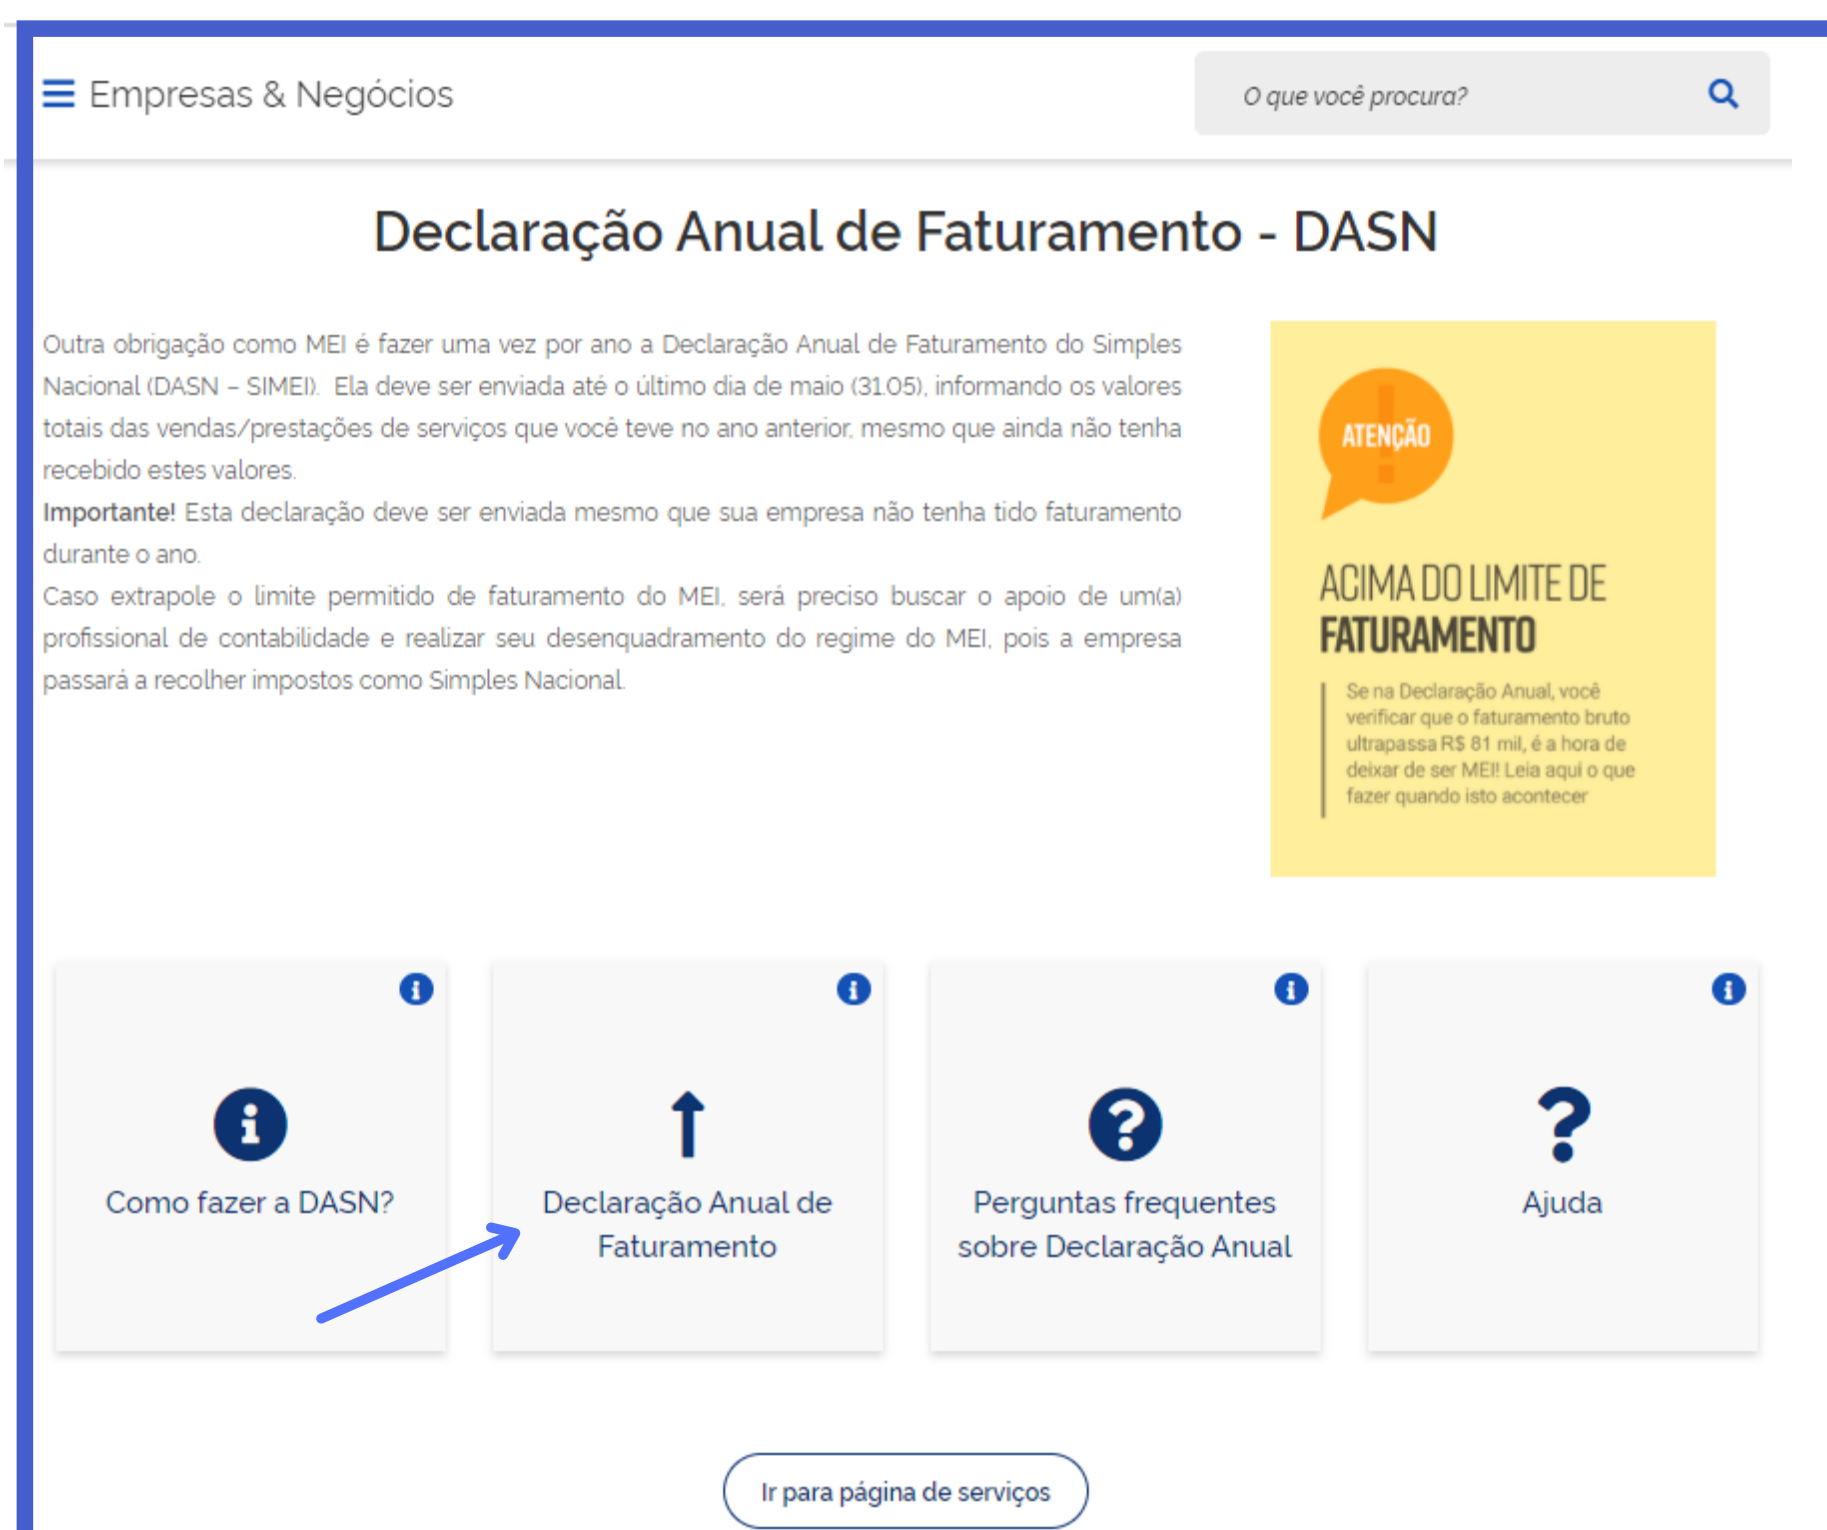 Empresas & Negócios
O que você procura?
Declaração Anual de Faturamento - DASN
Outra obrigação como MEI é fazer uma vez por ano a Declaração Anual de Faturamento do Simples
Nacional (DASN – SIMEI). Ela deve ser enviada até o último dia de maio (31.05), informando os valores
totais das vendas/prestações de serviços que você teve no ano anterior, mesmo que ainda não tenha
recebido estes valores.
Importante! Esta declaração deve ser enviada mesmo que sua empresa não tenha tido faturamento
durante o ano.
Caso extrapole o limite permitido de faturamento do MEI, será preciso buscar o apoio de um(a)
profissional de contabilidade e realizar seu desenquadramento do regime do MEI, pois a empresa
passará a recolher impostos como Simples Nacional.
ATENÇÃO
ACIMA DO LIMITE DE
FATURAMENTO
Se na Declaração Anual, você
verificar que o faturamento bruto
ultrapassa R$ 81 mil, é a hora de
deixar de ser MEI! Leia aqui o que
fazer quando isto acontecer
Como fazer a DASN?
Declaração Anual de
Faturamento
Perguntas frequentes
sobre Declaração Anual
Ajuda
Ir para página de serviços